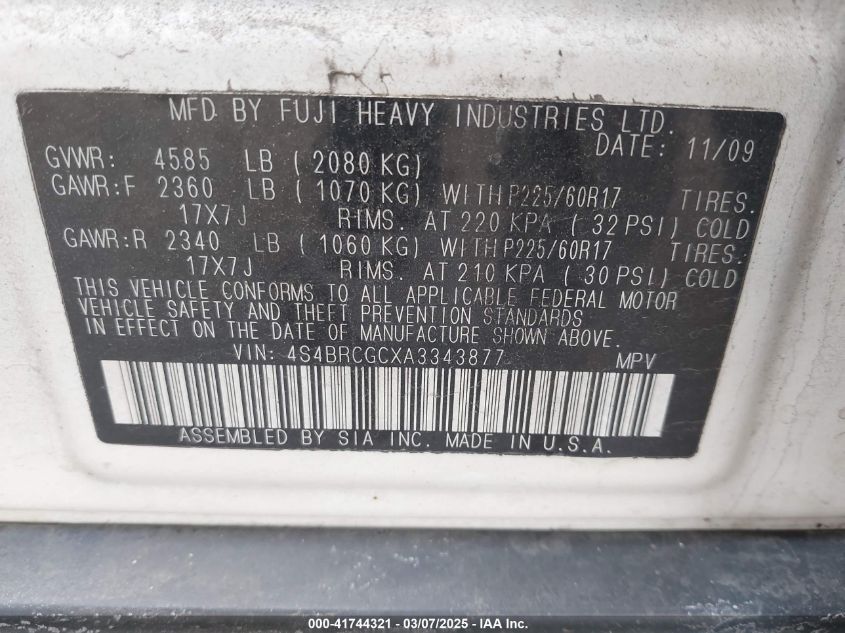 MFD BY FUJI HEAVY INDUSTRIES LTD.
DATE: 11/09
GVWR: 4585 LB ( 2080 KG)
GAWR:F 2360 LB ( 1070 KG) WITH P225/60R17 TIRES.
17X7J RIMS. AT 220 KPA ( 32 PSI) COLD
GAWR:R 2340 LB ( 1060 KG) WITH P225/60R17 TIRES.
17X7J RIMS. AT 210 KPA ( 30 PSI) COLD
THIS VEHICLE CONFORMS TO ALL APPLICABLE FEDERAL MOTOR
VEHICLE SAFETY AND THEFT PREVENTION STANDARDS
IN EFFECT ON THE DATE OF MANUFACTURE SHOWN ABOVE.
VIN: 4S4BRCGCXA3343877 MPV
ASSEMBLED BY SIA INC. MADE IN U.S.A.
000-41744321 — 03/07/2025 - IAAI.com